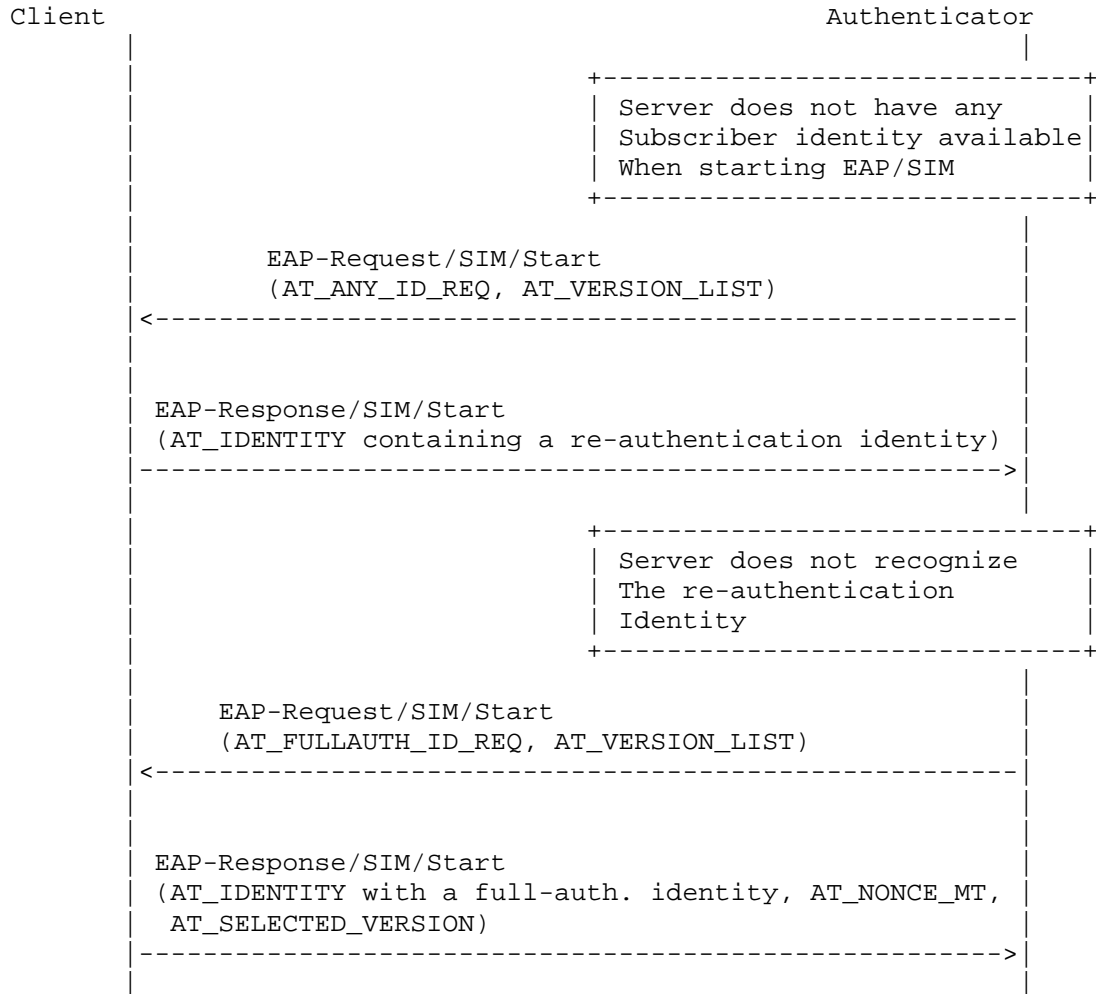 Client Authenticator
Server does not have any
Subscriber identity available
When starting EAP/SIM
EAP-Request/SIM/Start
(AT_ANY_ID_REQ, AT_VERSION_LIST)
EAP-Response/SIM/Start
(AT_IDENTITY containing a re-authentication identity)
Server does not recognize
The re-authentication
Identity
EAP-Request/SIM/Start
(AT_FULLAUTH_ID_REQ, AT_VERSION_LIST)
EAP-Response/SIM/Start
(AT_IDENTITY with a full-auth. identity, AT_NONCE_MT,
AT_SELECTED_VERSION)